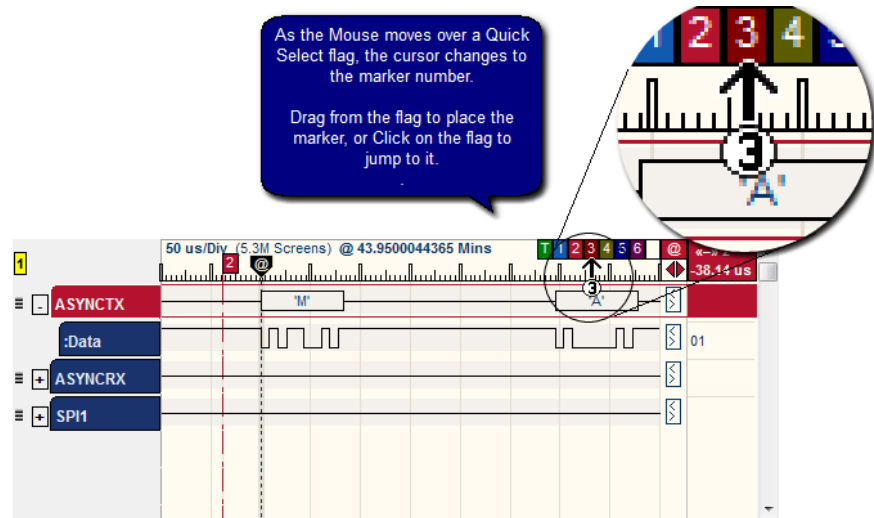 As the Mouse moves over a Quick
Select flag, the cursor changes to
the marker number.
Drag from the flag to place the
marker, or Click on the flag to
jump to it.
.
1 2 3 4 5
3
'A'
50 us/Div (5.3M Screens) @ 43.9500044365 Mins T 1 2 3 4 5 6 @
1
2 @ -38.14 us
3
- ASYNCTX 'M' 'A'
:Data 01
+ ASYNCRX
+ SPI1